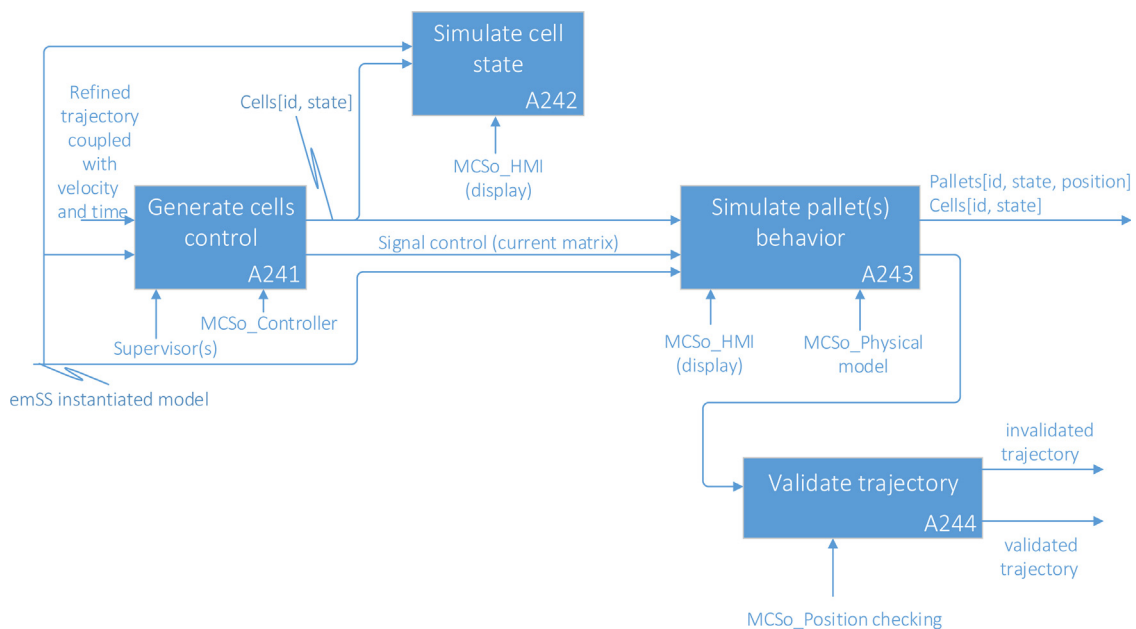 Simulate cell
state
A242
MCSo_HMI
(display)
Refined
trajectory
coupled
with
velocity
and time
Cells[id, state]
Generate cells
control
A241
Supervisor(s)
MCSo_Controller
emSS instantiated model
Signal control (current matrix)
Simulate pallet(s)
behavior
A243
MCSo_HMI
(display)
MCSo_Physical
model
Pallets[id, state, position]
Cells[id, state]
Validate trajectory
A244
MCSo_Position checking
invalidated
trajectory
validated
trajectory